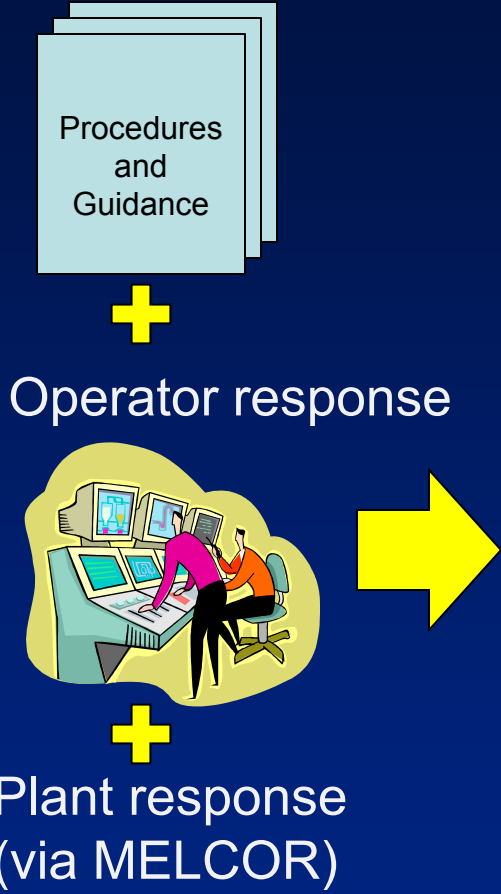 Procedures
and
Guidance
Operator response
Plant response
(via MELCOR)